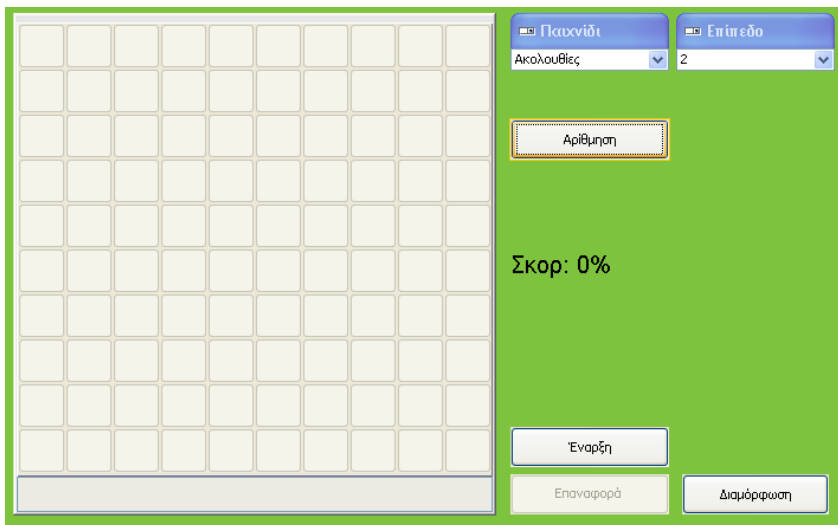 Παιχνίδι
Επίπεδο
Ακολουθίες
2
Αρίθμηση
Σκορ: 0%
Έναρξη
Επαναφορά
Διαμόρφωση